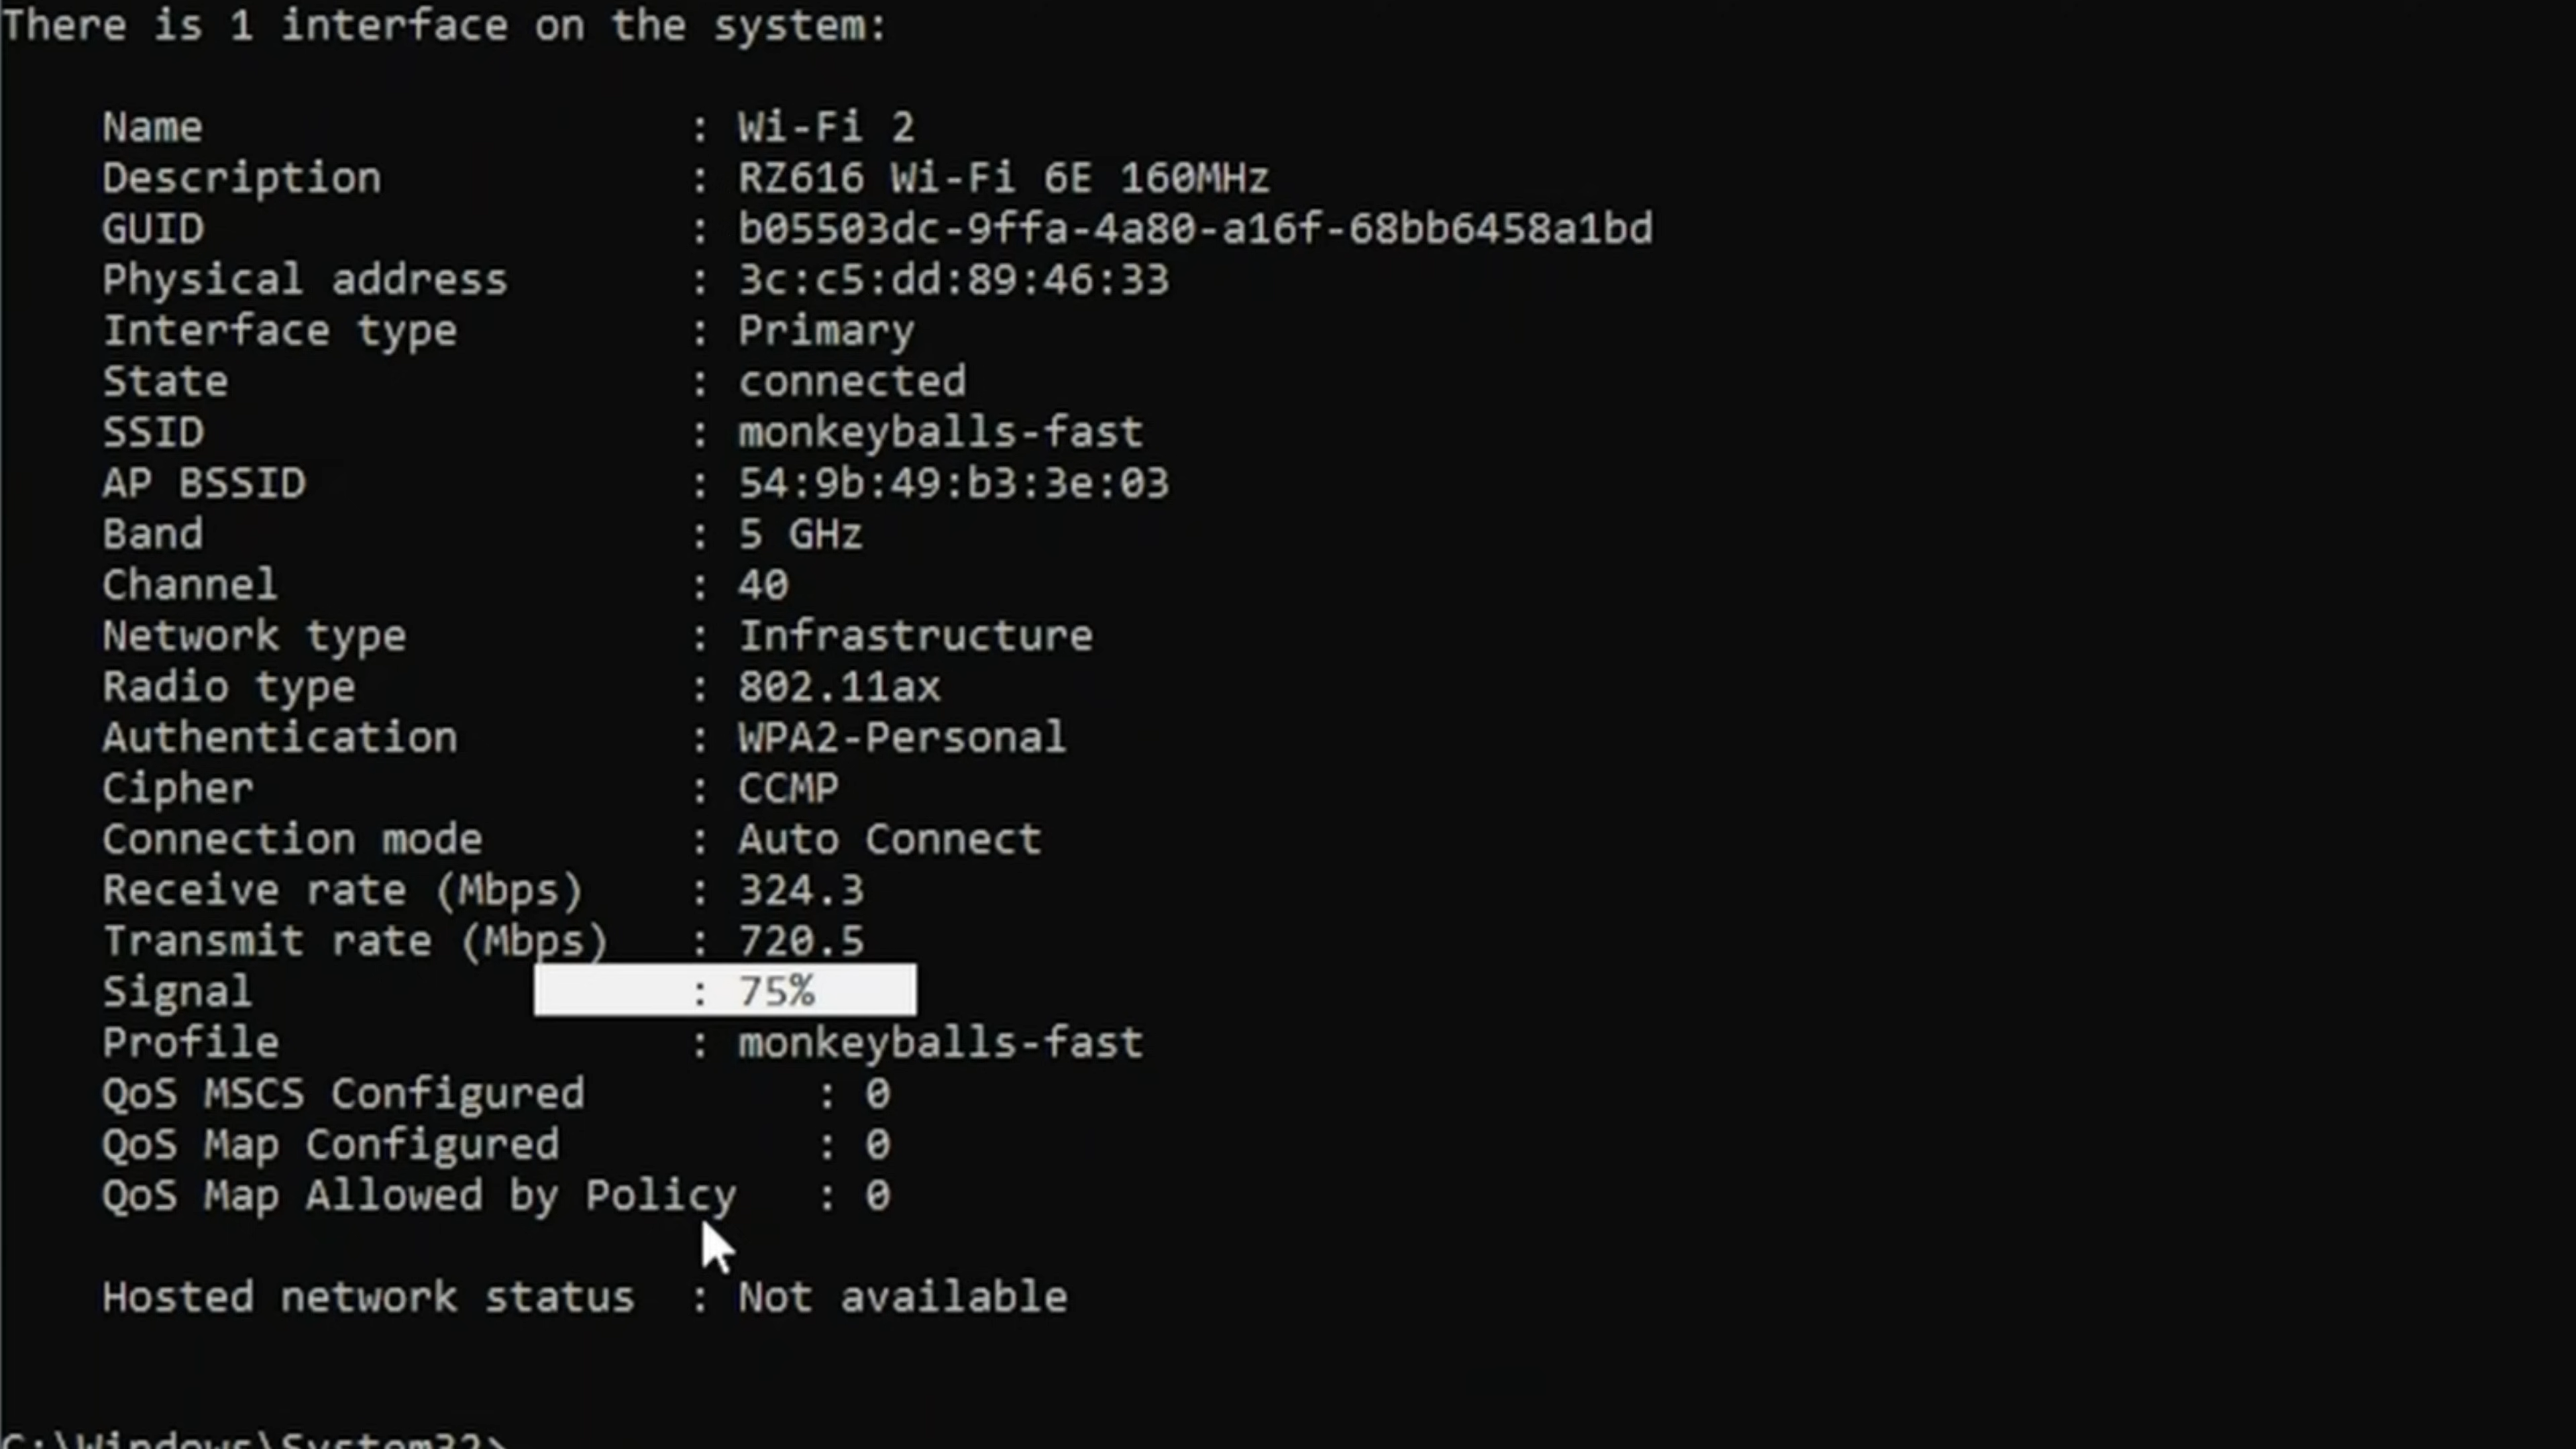 There is 1 interface on the system:
Name : Wi-Fi 2
Description : RZ616 Wi-Fi 6E 160MHz
GUID : b05503dc-9ffa-4a80-a16f-68bb6458a1bd
Physical address : 3c:c5:dd:89:46:33
Interface type : Primary
State : connected
SSID : monkeyballs-fast
AP BSSID : 54:9b:49:b3:3e:03
Band : 5 GHz
Channel : 40
Network type : Infrastructure
Radio type : 802.11ax
Authentication : WPA2-Personal
Cipher : CCMP
Connection mode : Auto Connect
Receive rate (Mbps) : 324.3
Transmit rate (Mbps) : 720.5
Signal : 75%
Profile : monkeyballs-fast
QoS MSCS Configured : 0
QoS Map Configured : 0
QoS Map Allowed by Policy : 0
Hosted network status : Not available
C:\Windows\System32>